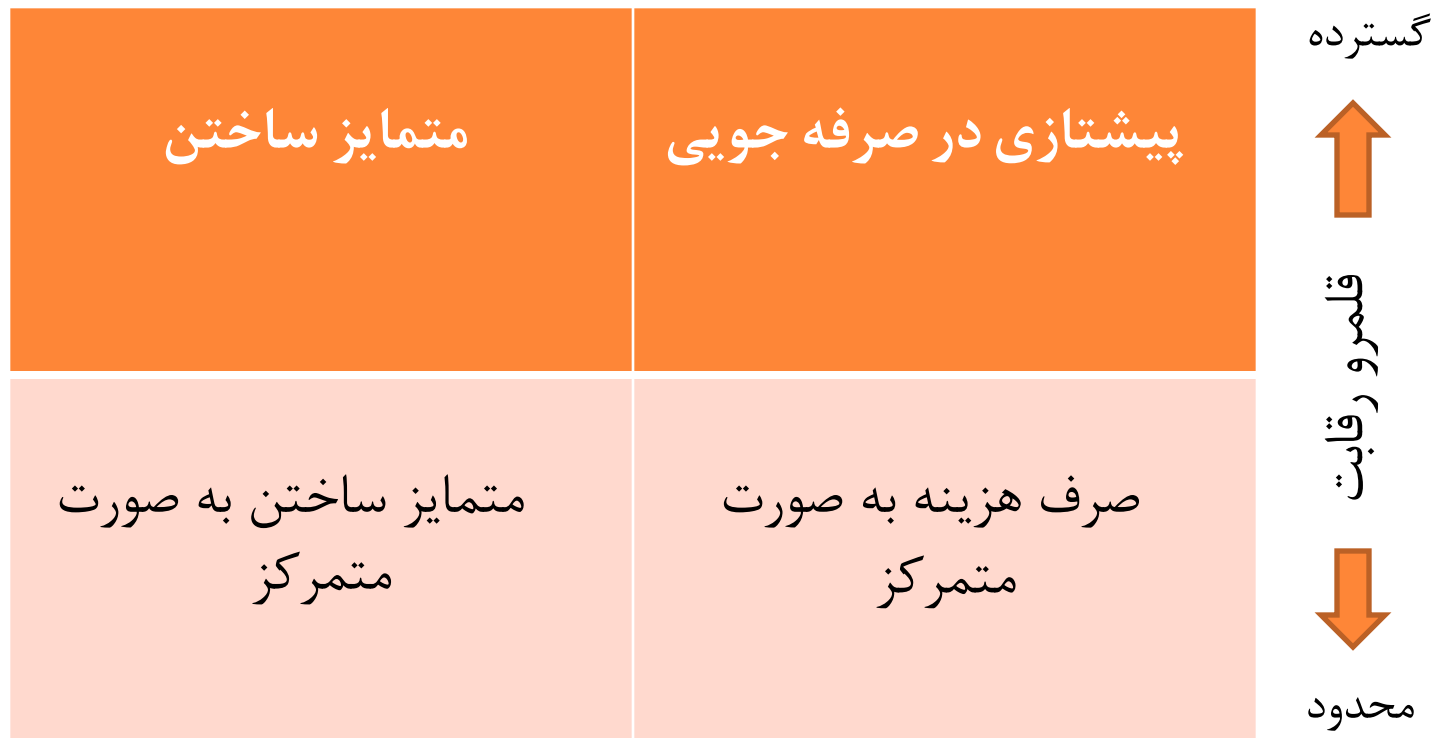 گسترده
پیشتازی در صرفه جویی
متمایز ساختن
قلمرو رقابت
صرف هزینه به صورت
متمرکز
متمایز ساختن به صورت
متمرکز
محدود